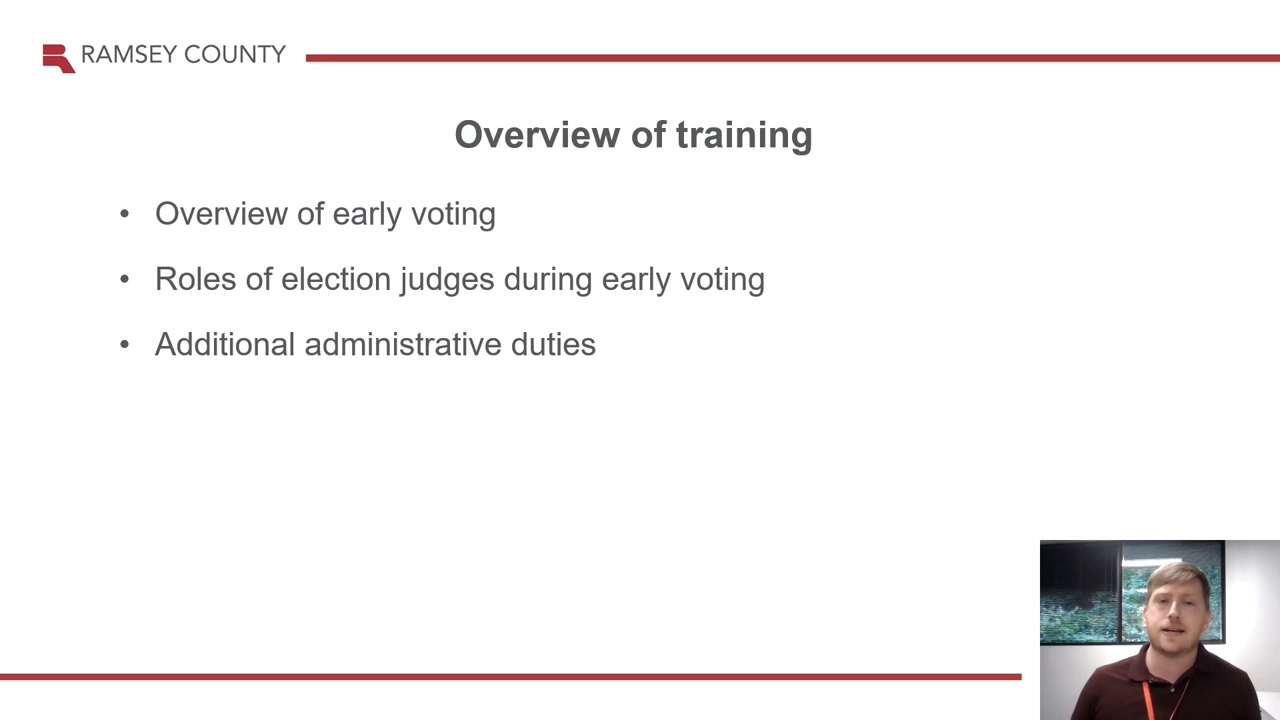 RAMSEY COUNTY
Overview of training
• Overview of early voting
• Roles of election judges during early voting
• Additional administrative duties